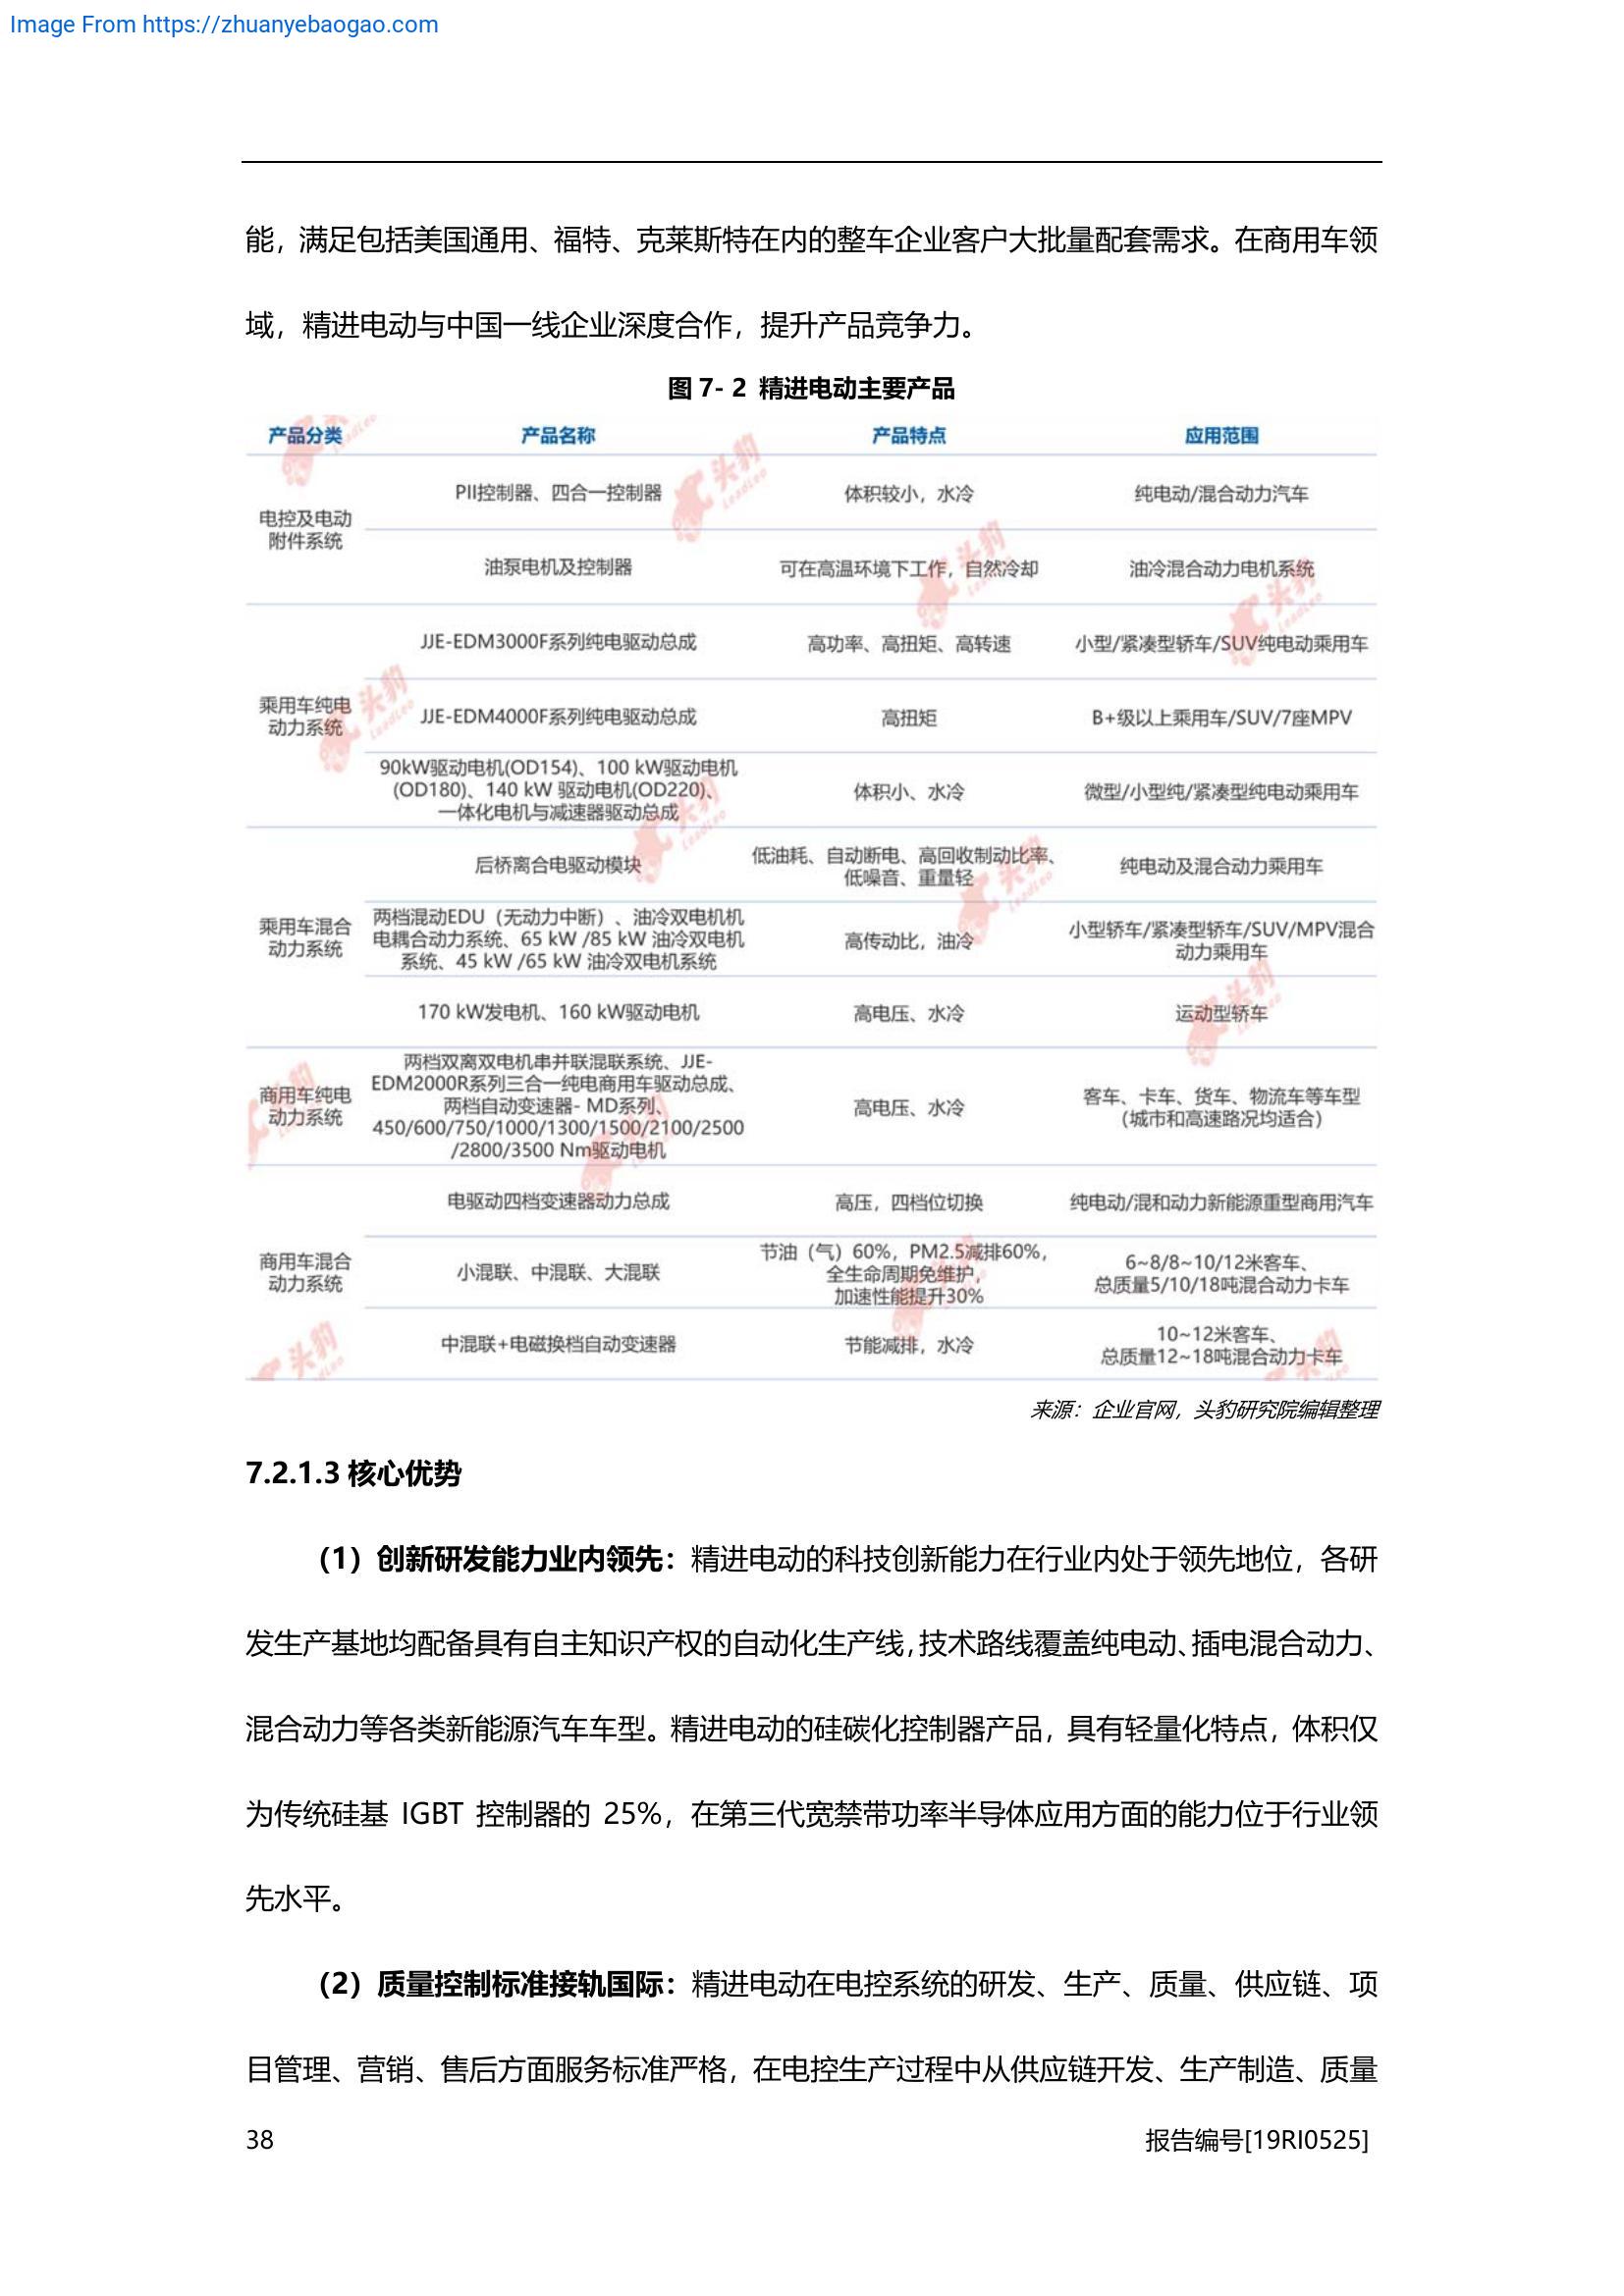 Image From https://zhuanyebaogao.com
能，满足包括美国通用、福特、克莱斯特在内的整车企业客户大批量配套需求。在商用车领
域，精进电动与中国一线企业深度合作，提升产品竞争力。
图 7- 2 精进电动主要产品
产品分类 产品名称 产品特点 应用范围
电控及电动
附件系统
PII控制器、四合一控制器 体积较小，水冷 纯电动/混合动力汽车
油泵电机及控制器 可在高温环境下工作，自然冷却 油冷混合动力电机系统
乘用车纯电
动力系统
JJE-EDM3000F系列纯电驱动总成 高功率、高扭矩、高转速 小型/紧凑型轿车/SUV纯电动乘用车
JJE-EDM4000F系列纯电驱动总成 高扭矩 B+级以上乘用车/SUV/7座MPV
90kW驱动电机(OD154)、100 kW驱动电机
(OD180)、140 kW 驱动电机(OD220)、
一体化电机与减速器驱动总成
体积小、水冷 微型/小型纯/紧凑型纯电动乘用车
乘用车混合
动力系统
后桥离合电驱动模块
低油耗、自动断电、高回收制动比率、
低噪音、重量轻
纯电动及混合动力乘用车
两档混动EDU（无动力中断）、油冷双电机机
电耦合动力系统、65 kW /85 kW 油冷双电机
系统、45 kW /65 kW 油冷双电机系统
高传动比，油冷
小型轿车/紧凑型轿车/SUV/MPV混合
动力乘用车
170 kW发电机、160 kW驱动电机 高电压、水冷 运动型轿车
商用车纯电
动力系统
两档双离双电机串并联混联系统、JJE-
EDM2000R系列三合一纯电商用车驱动总成、
两档自动变速器- MD系列、
450/600/750/1000/1300/1500/2100/2500
/2800/3500 Nm驱动电机
高电压、水冷
客车、卡车、货车、物流车等车型
（城市和高速路况均适合）
商用车混合
动力系统
电驱动四档变速器动力总成 高压，四档位切换 纯电动/混和动力新能源重型商用汽车
小混联、中混联、大混联
节油（气）60%，PM2.5减排60%，
全生命周期免维护，
加速性能提升30%
6~8/8~10/12米客车、
总质量5/10/18吨混合动力卡车
中混联+电磁换档自动变速器 节能减排，水冷
10~12米客车、
总质量12~18吨混合动力卡车
来源：企业官网，头豹研究院编辑整理
7.2.1.3 核心优势
（1）创新研发能力业内领先：精进电动的科技创新能力在行业内处于领先地位，各研
发生产基地均配备具有自主知识产权的自动化生产线，技术路线覆盖纯电动、插电混合动力、
混合动力等各类新能源汽车车型。精进电动的硅碳化控制器产品，具有轻量化特点，体积仅
为传统硅基 IGBT 控制器的 25%，在第三代宽禁带功率半导体应用方面的能力位于行业领
先水平。
（2）质量控制标准接轨国际：精进电动在电控系统的研发、生产、质量、供应链、项
目管理、营销、售后方面服务标准严格，在电控生产过程中从供应链开发、生产制造、质量
38 报告编号[19RI0525]